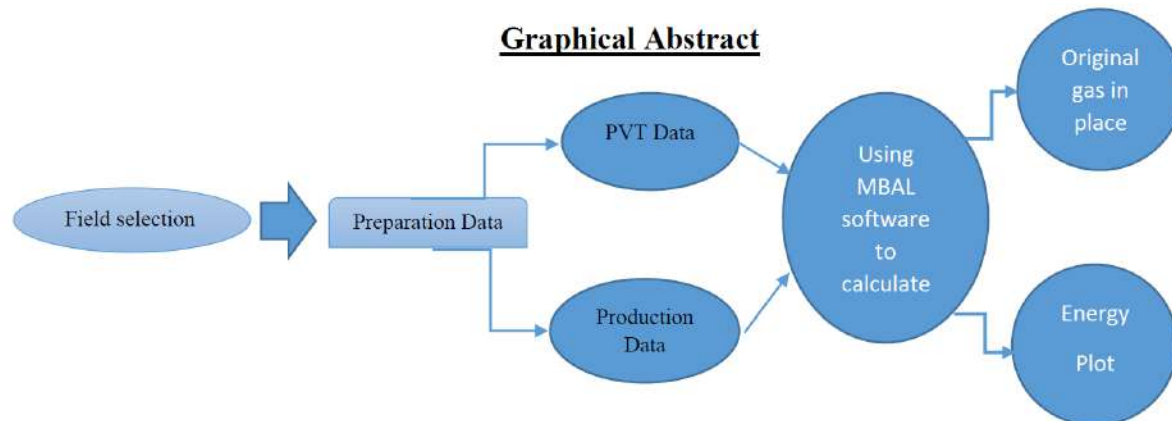 Graphical Abstract
Field selection
Preparation Data
PVT Data
Production
Data
Using
MBAL
software
to
calculate
Original
gas in
place
Energy
Plot